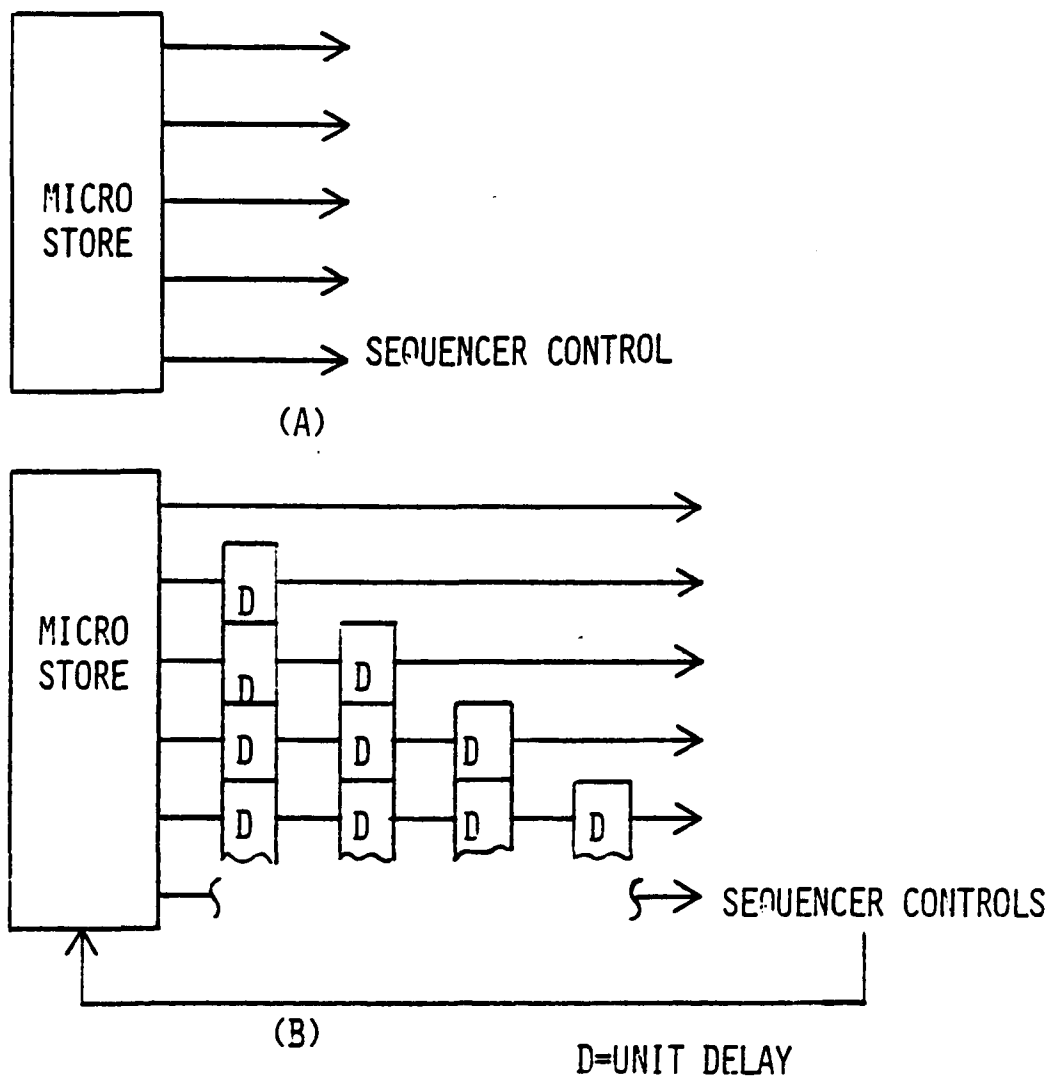 MICRO
STORE
SEQUENCER CONTROL
(A)
MICRO
STORE
D
D
D
D
D
D
D
D
D
D
SEQUENCER CONTROLS
(B)
D=UNIT DELAY